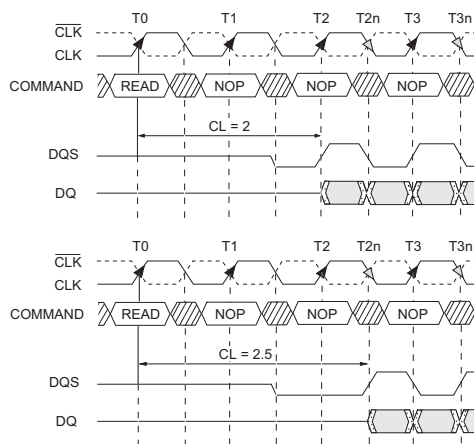 T0 T1 T2 T2n T3 T3n
CLK
CLK
COMMAND READ NOP NOP NOP
CL = 2
DQS
DQ
T0 T1 T2 T2n T3 T3n
CLK
CLK
COMMAND READ NOP NOP NOP
CL = 2.5
DQS
DQ